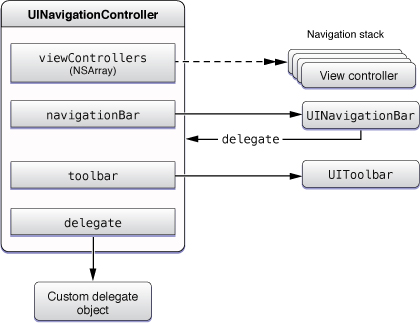 UINavigationController
Navigation stack
viewControllers
(NSArray)
View controller
navigationBar
UINavigationBar
delegate
toolbar
UIToolbar
delegate
Custom delegate
object